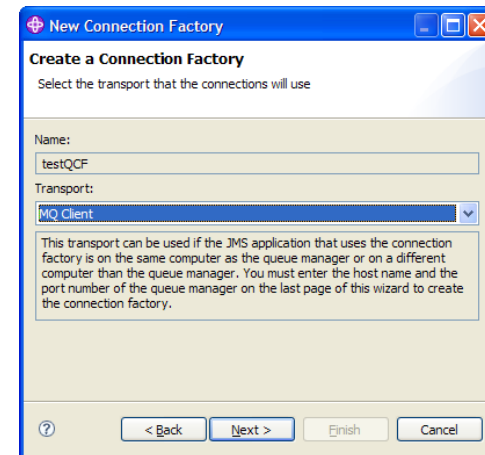 New Connection Factory
Create a Connection Factory
Select the transport that the connections will use
Name:
testQCF
Transport:
MQ Client
This transport can be used if the JMS application that uses the connection
factory is on the same computer as the queue manager or on a different
computer than the queue manager. You must enter the host name and the
port number of the queue manager on the last page of this wizard to create
the connection factory.
? < Back Next > Finish Cancel